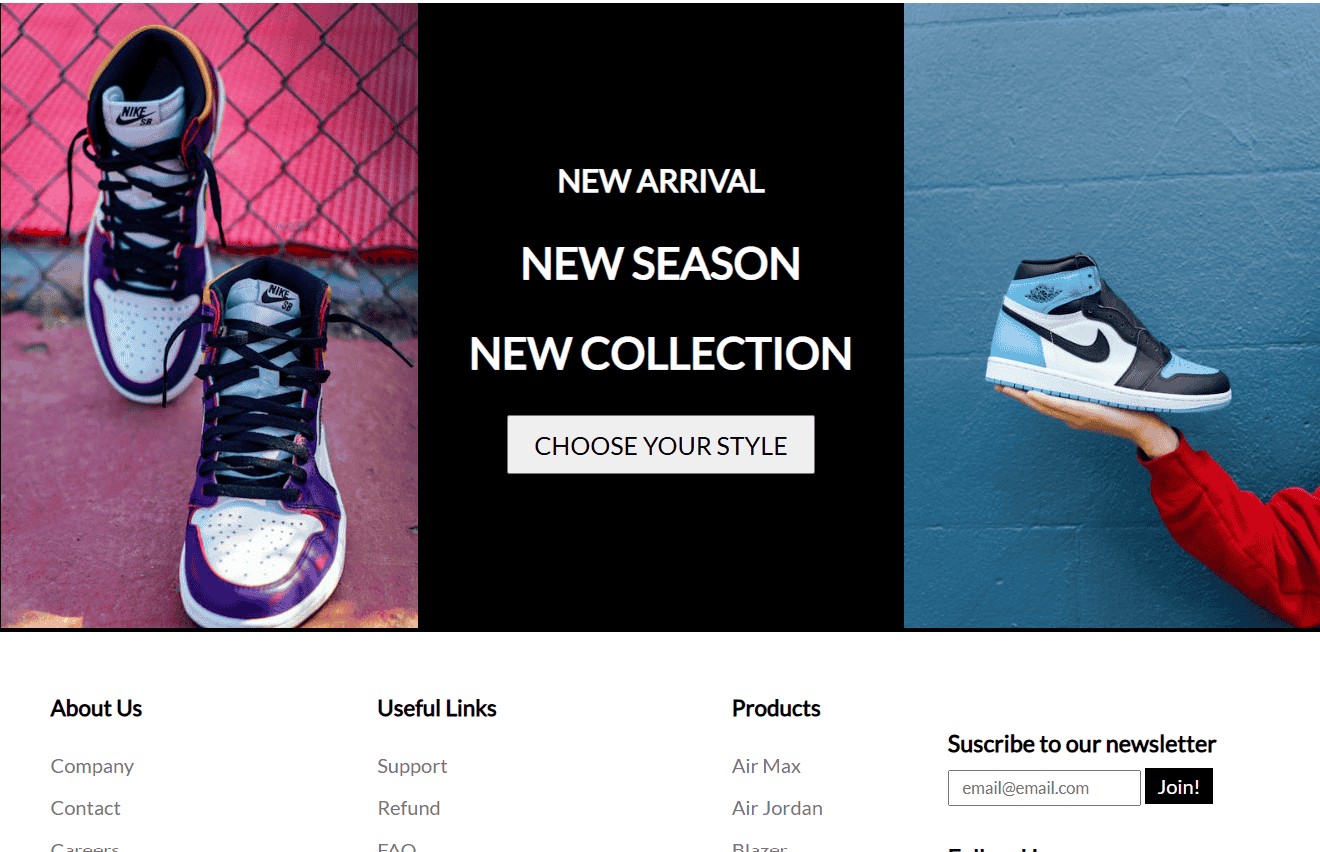 NIKE
SB
NIKE
SB
NEW ARRIVAL
NEW SEASON
NEW COLLECTION
CHOOSE YOUR STYLE
About Us
Company
Contact
Careers
Useful Links
Support
Refund
FAQ
Products
Air Max
Air Jordan
Blazer
Suscribe to our newsletter
email@email.com
Join!